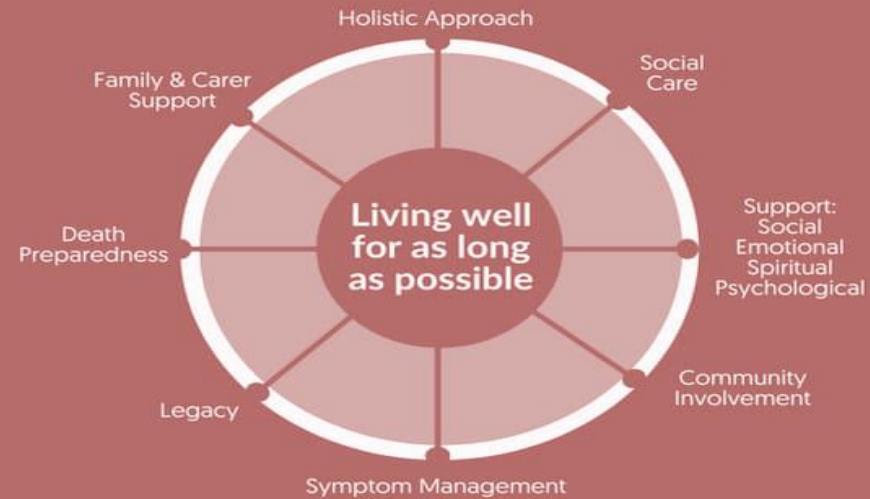 Holistic Approach
Social
Care
Support:
Social
Emotional
Spiritual
Psychological
Community
Involvement
Symptom Management
Legacy
Death
Preparedness
Family & Carer
Support
Living well
for as long
as possible